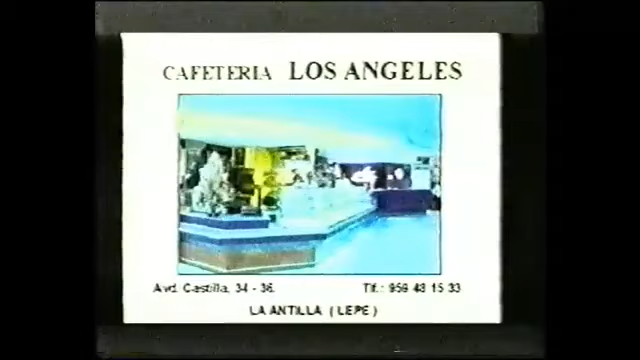 CAFETERIA LOS ANGELES
Avd. Castilla, 34 - 36. Tlf.: 959 48 15 33
LA ANTILLA (LEPE)